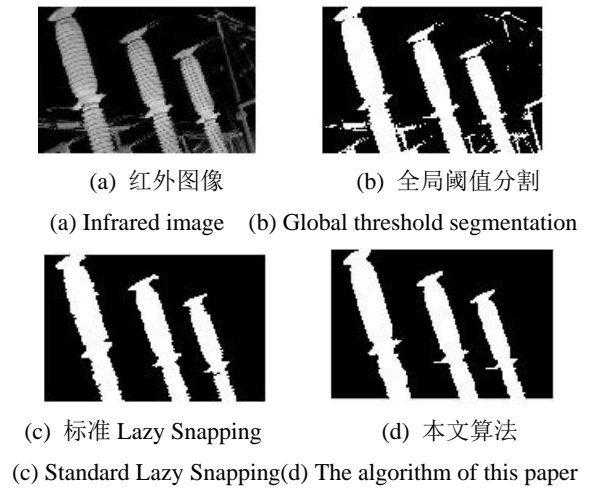 (a) 红外图像 (b) 全局阈值分割
(a) Infrared image (b) Global threshold segmentation
(c) 标准 Lazy Snapping (d) 本文算法
(c) Standard Lazy Snapping(d) The algorithm of this paper